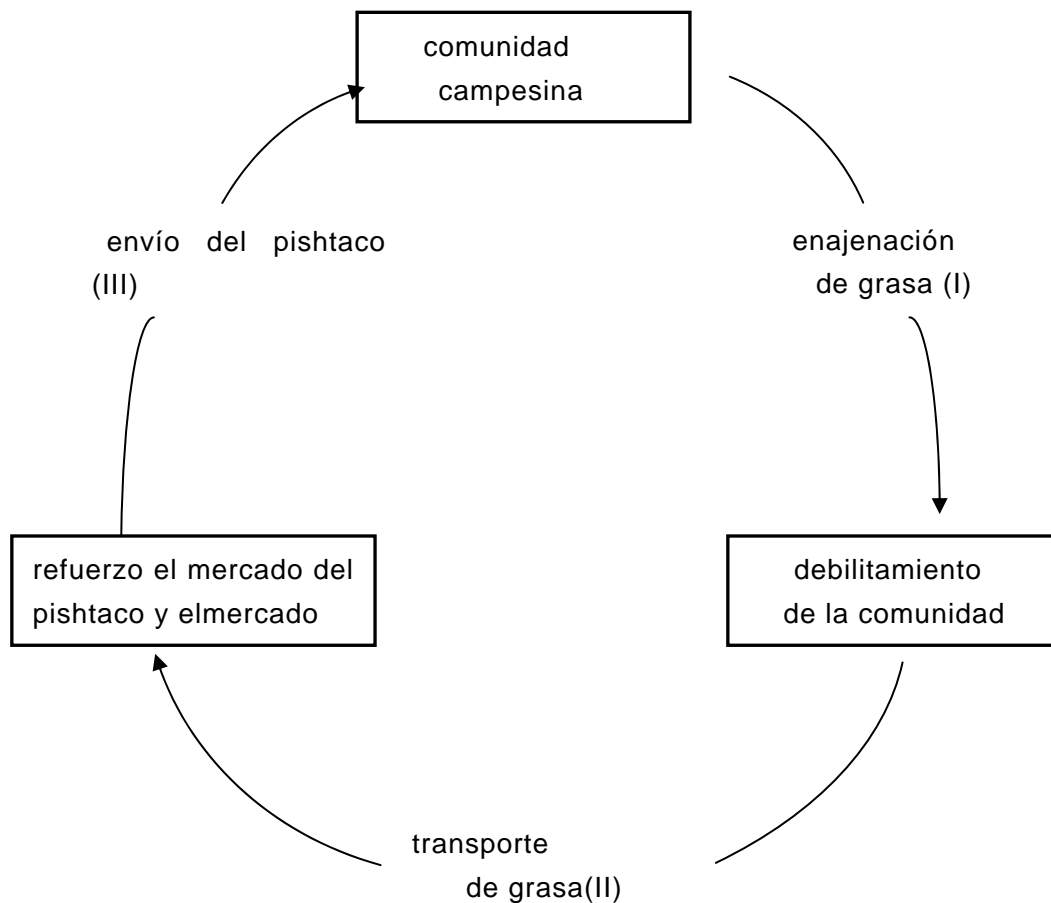 comunidad
campesina
envío del pishtaco
(III)
enajenación
de grasa (I)
refuerzo el mercado del
pishtaco y elmercado
debilitamiento
de la comunidad
transporte
de grasa(II)